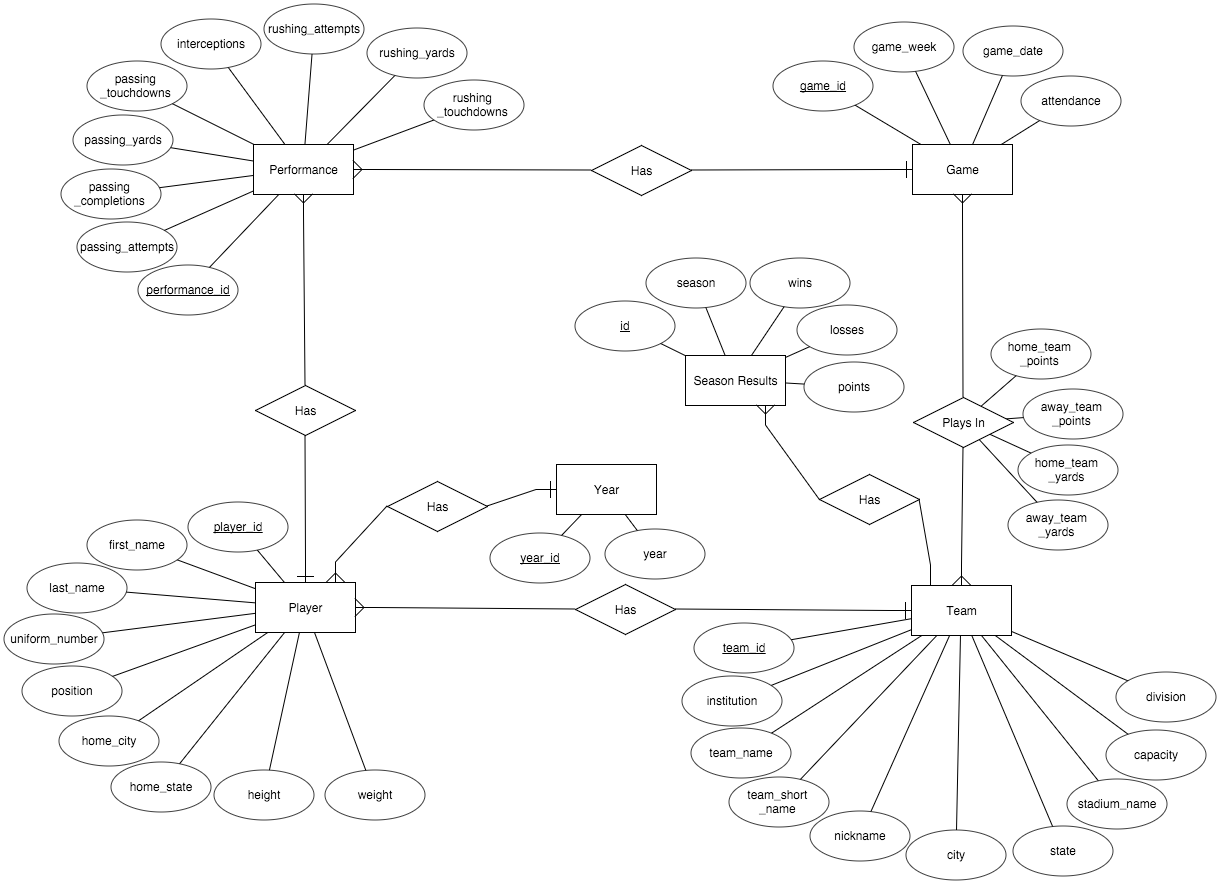 rushing_attempts
interceptions
rushing_yards
game_week
game_date
passing
_touchdowns
game_id
rushing
_touchdowns
attendance
passing_yards
Performance
Has
Game
passing
_completions
passing_attempts
performance_id
season
wins
id
losses
home_team
_points
Season Results
points
Has
away_team
_points
Plays In
home_team
_yards
Year
Has
Has
player_id
away_team
_yards
first_name
year_id
year
last_name
Player
Has
Team
uniform_number
team_id
position
institution
division
home_city
team_name
capacity
home_state
height
weight
team_short
_name
stadium_name
nickname
city
state